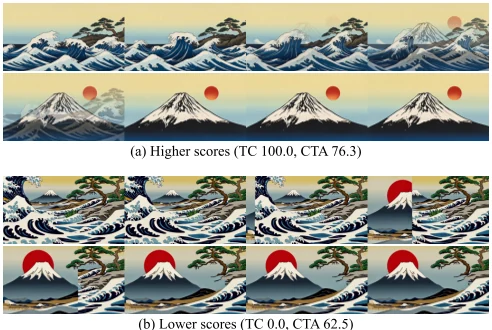 (a) Higher scores (TC 100.0, CTA 76.3)
(b) Lower scores (TC 0.0, CTA 62.5)